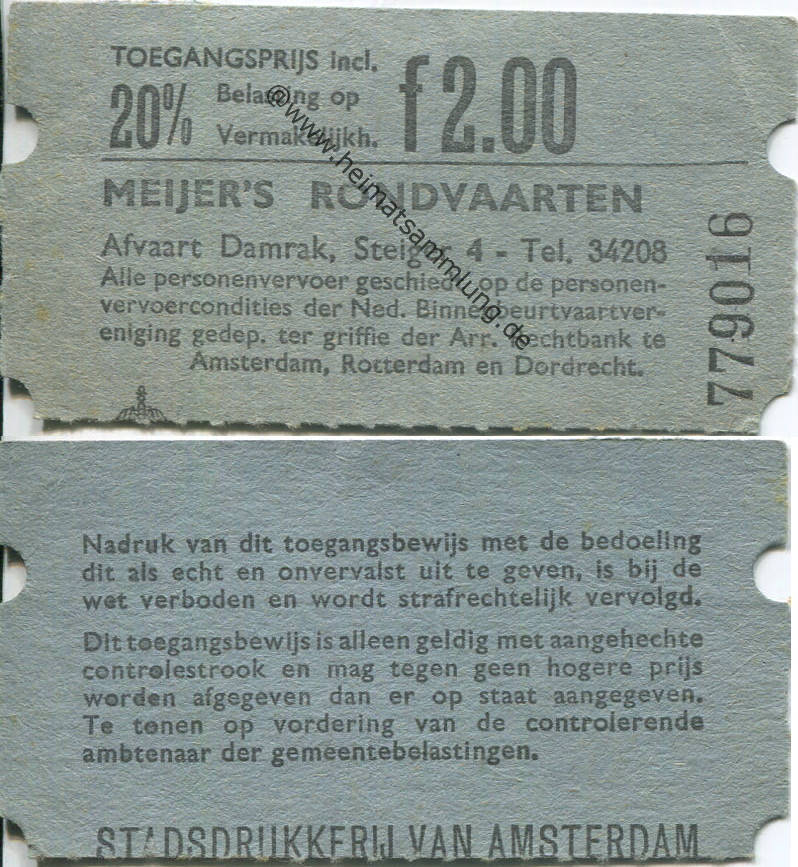 TOEGANGSPRIJS incl.
20% Belasting op
Vermakelijkh.
f 2.00
MEIJER'S RONDVAARTEN
Afvaart Damrak, Steiger 4 - Tel. 34208
Alle personenvervoer geschiedt op de personen-
vervoercondities der Ned. Binnenbeurtvaartver-
eniging gedep. ter griffie der Arr. Rechtbank te
Amsterdam, Rotterdam en Dordrecht.
779016
@www.heimatsammlung.de
Nadruk van dit toegangsbewijs met de bedoeling
dit als echt en onvervalst uit te geven, is bij de
wet verboden en wordt strafrechtelijk vervolgd.
Dit toegangsbewijs is alleen geldig met aangehechte
controlestrook en mag tegen geen hogere prijs
worden afgegeven dan er op staat aangegeven.
Te tonen op vordering van de controlerende
ambtenaar der gemeentebelastingen.
STADSDRUKKERIJ VAN AMSTERDAM